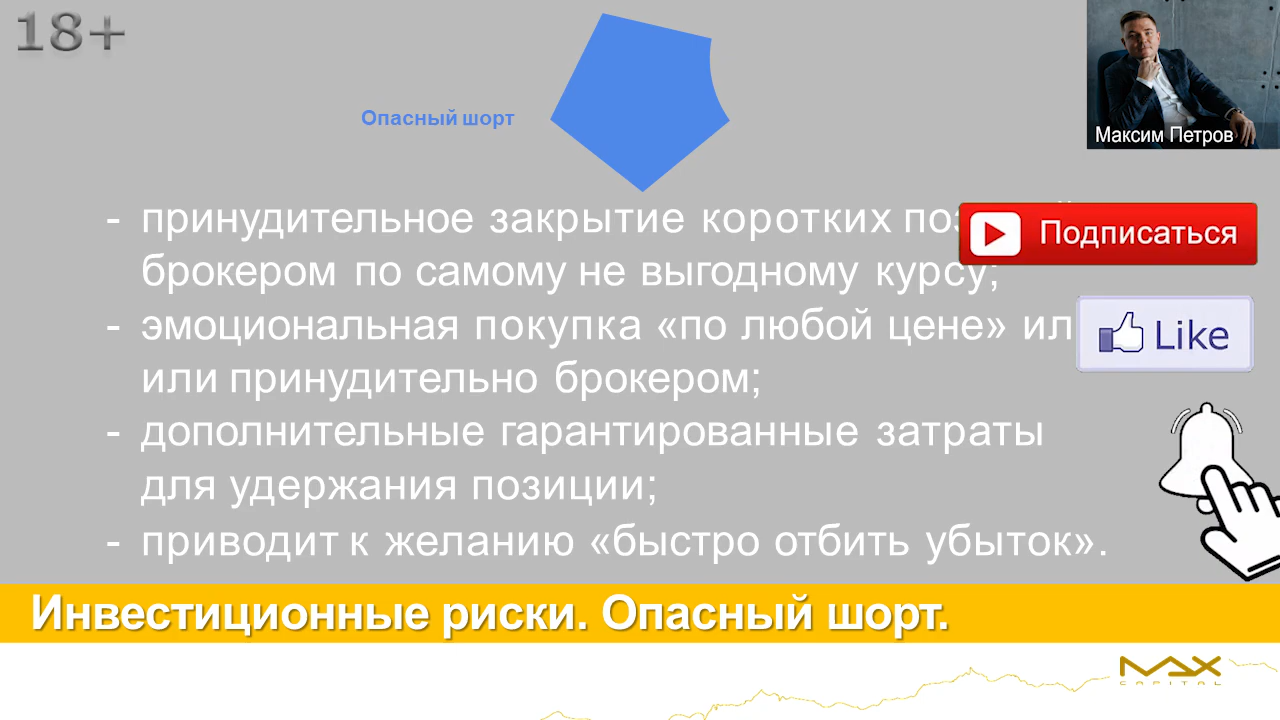 18+
Опасный шорт
Максим Петров
- принудительное закрытие коротких
брокером по самому не выгодному курсу;
- эмоциональная покупка «по любой цене»
или принудительно брокером;
- дополнительные гарантированные затраты
для удержания позиции;
- приводит к желанию «быстро отбить убыток».
Подписаться
Like
Инвестиционные риски. Опасный шорт.
MAX
CAPITAL